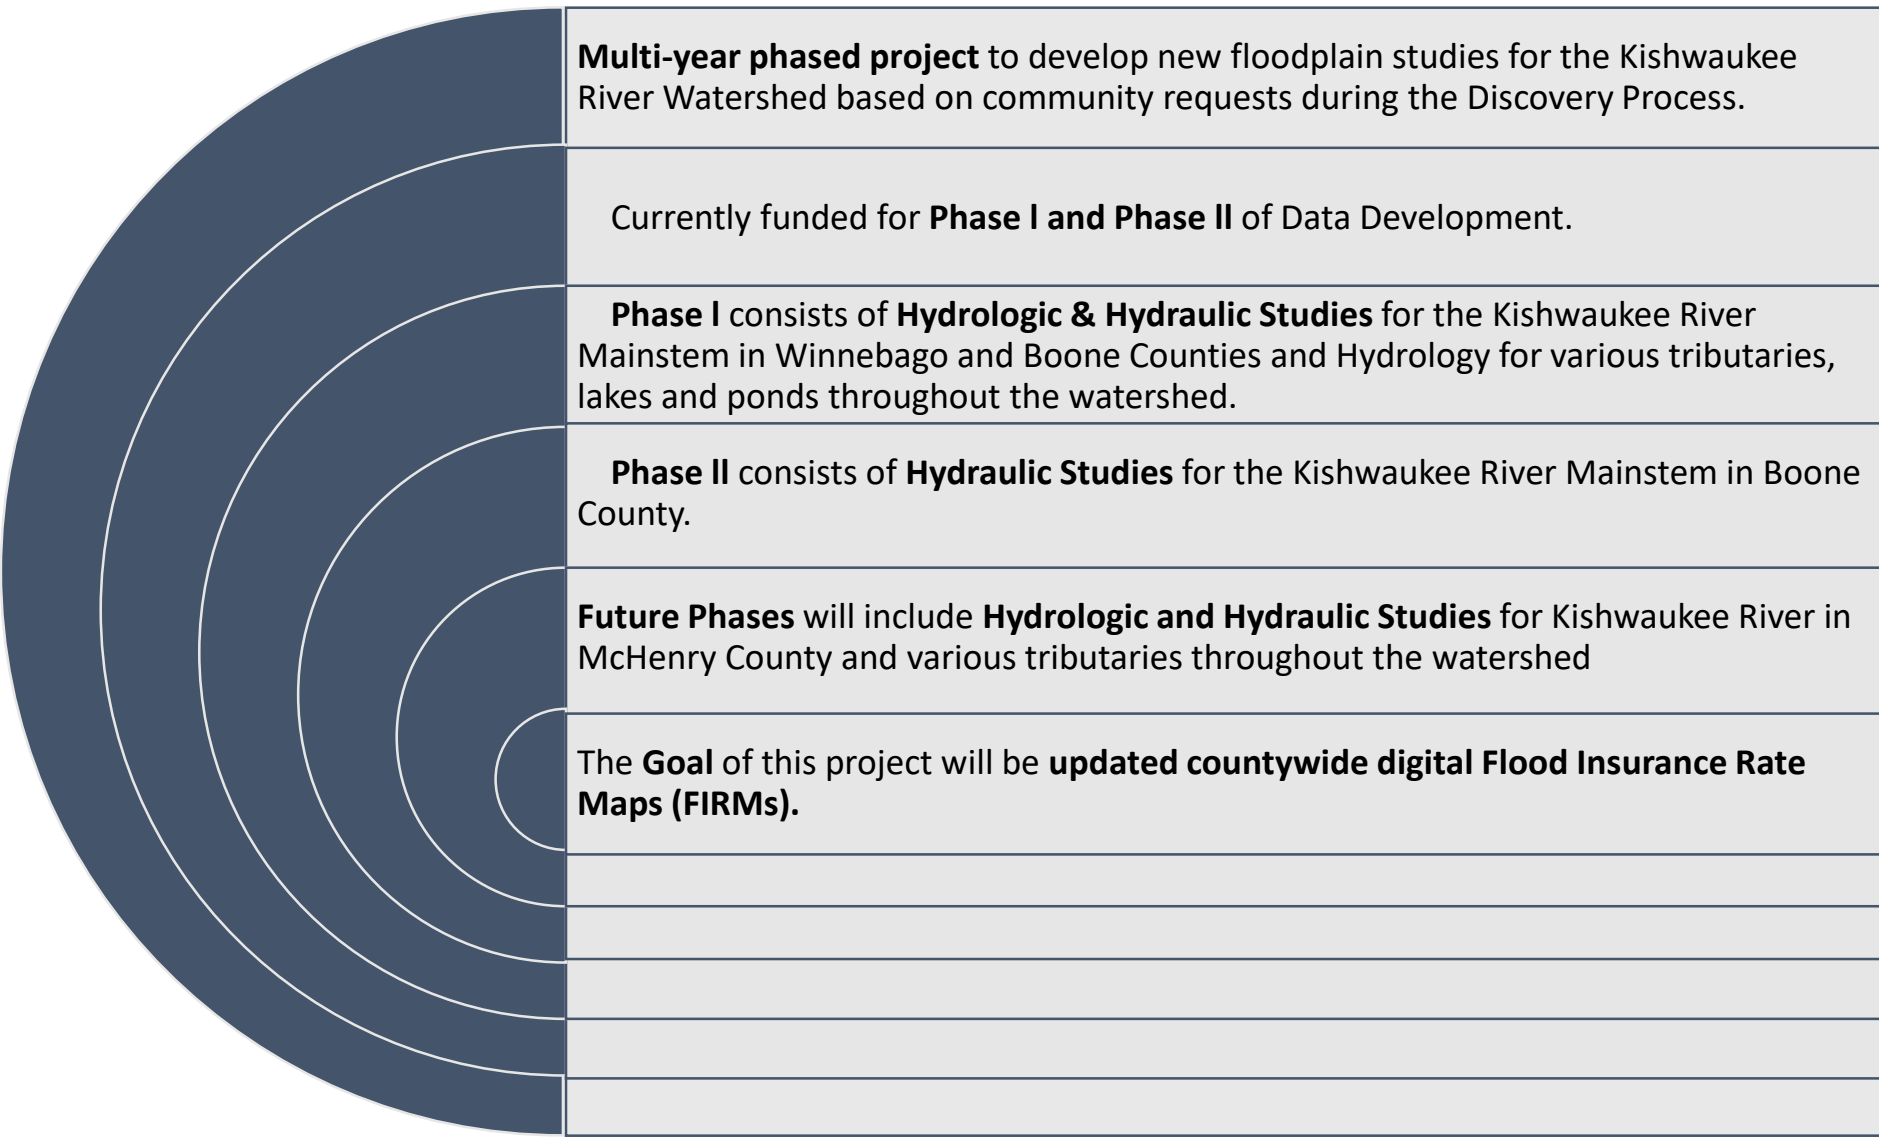 Multi-year phased project to develop new floodplain studies for the Kishwaukee
River Watershed based on community requests during the Discovery Process.
Currently funded for Phase l and Phase ll of Data Development.
Phase l consists of Hydrologic & Hydraulic Studies for the Kishwaukee River
Mainstem in Winnebago and Boone Counties and Hydrology for various tributaries,
lakes and ponds throughout the watershed.
Phase ll consists of Hydraulic Studies for the Kishwaukee River Mainstem in Boone
County.
Future Phases will include Hydrologic and Hydraulic Studies for Kishwaukee River in
McHenry County and various tributaries throughout the watershed
The Goal of this project will be updated countywide digital Flood Insurance Rate
Maps (FIRMs).